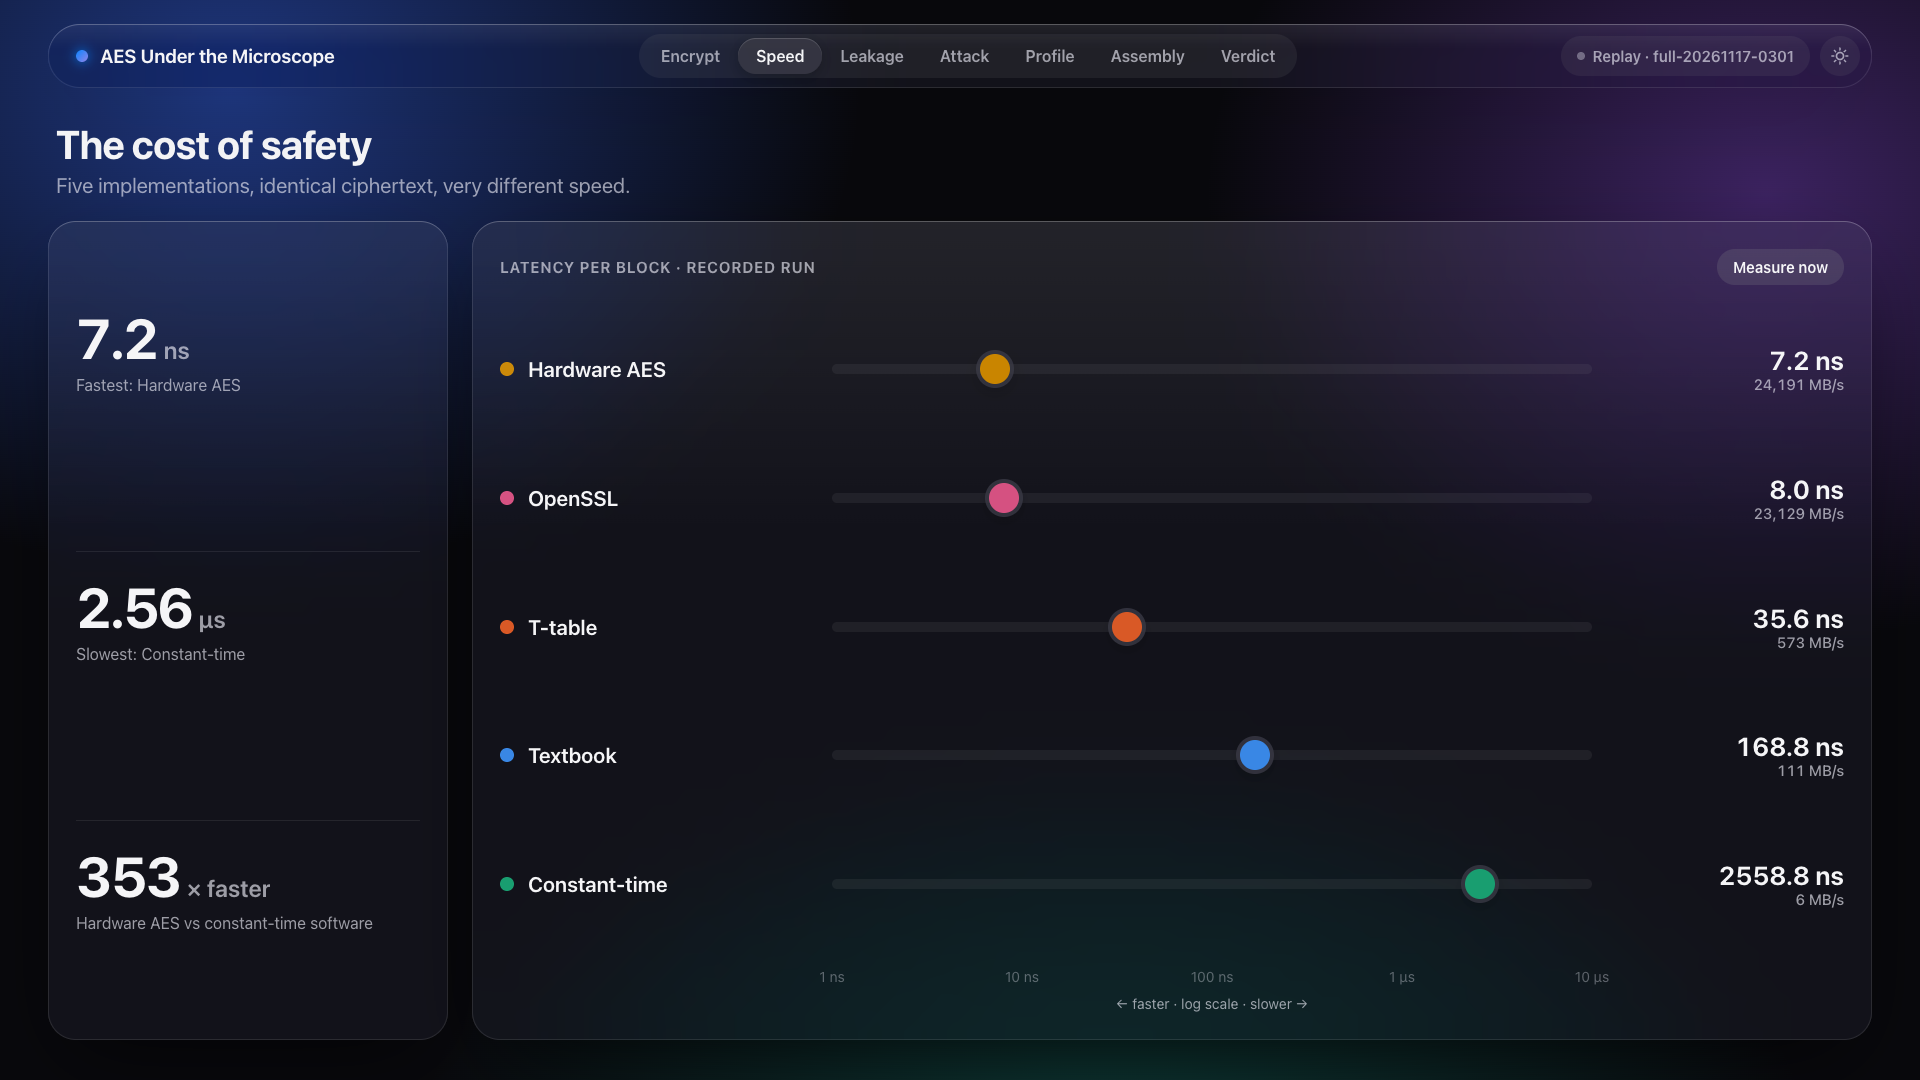 AES Under the Microscope
Encrypt
Speed
Leakage
Attack
Profile
Assembly
Verdict
Replay · full-20261117-0301
The cost of safety
Five implementations, identical ciphertext, very different speed.
7.2 ns
Fastest: Hardware AES
2.56 µs
Slowest: Constant-time
353 × faster
Hardware AES vs constant-time software
LATENCY PER BLOCK · RECORDED RUN
Measure now
Hardware AES
7.2 ns
24,191 MB/s
OpenSSL
8.0 ns
23,129 MB/s
T-table
35.6 ns
573 MB/s
Textbook
168.8 ns
111 MB/s
Constant-time
2558.8 ns
6 MB/s
1 ns
10 ns
100 ns
1 µs
10 µs
← faster · log scale · slower →